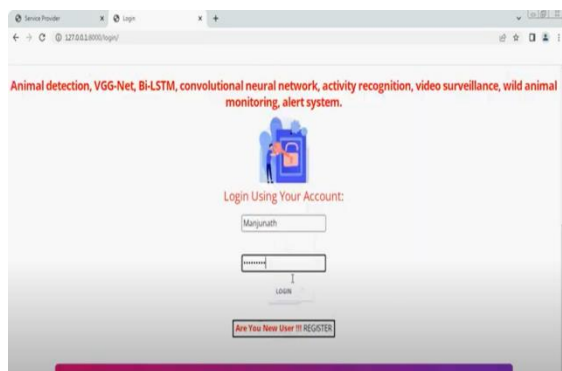 Service Provider
Login
127.0.0.1:8000/login/
Animal detection, VGG-Net, Bi-LSTM, convolutional neural network, activity recognition, video surveillance, wild animal
monitoring, alert system.
Login Using Your Account:
Manjunath
LOGIN
Are You New User !!! REGISTER